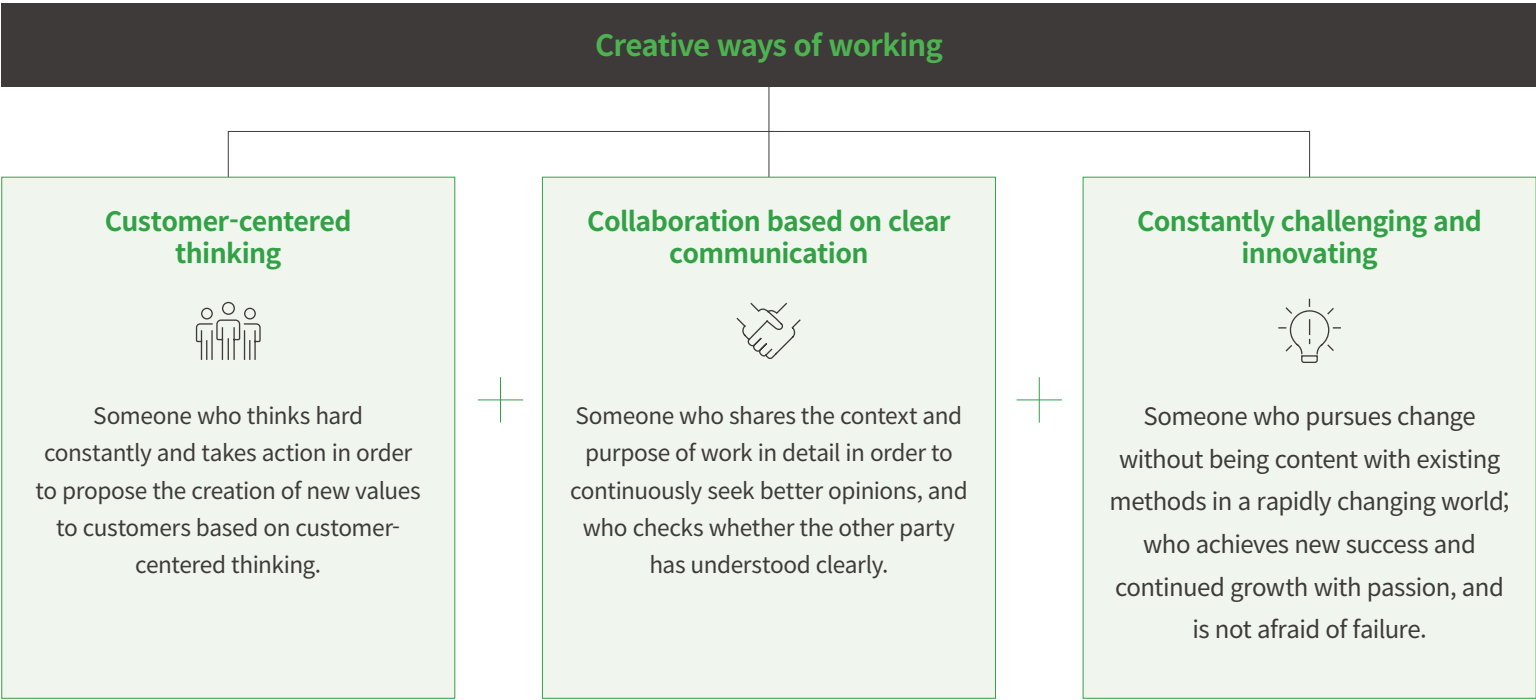 Creative ways of working
Customer-centered
thinking
Someone who thinks hard
constantly and takes action in order
to propose the creation of new values
to customers based on customer-
centered thinking.
Collaboration based on clear
communication
Someone who shares the context and
purpose of work in detail in order to
continuously seek better opinions, and
who checks whether the other party
has understood clearly.
Constantly challenging and
innovating
Someone who pursues change
without being content with existing
methods in a rapidly changing world;
who achieves new success and
continued growth with passion, and
is not afraid of failure.